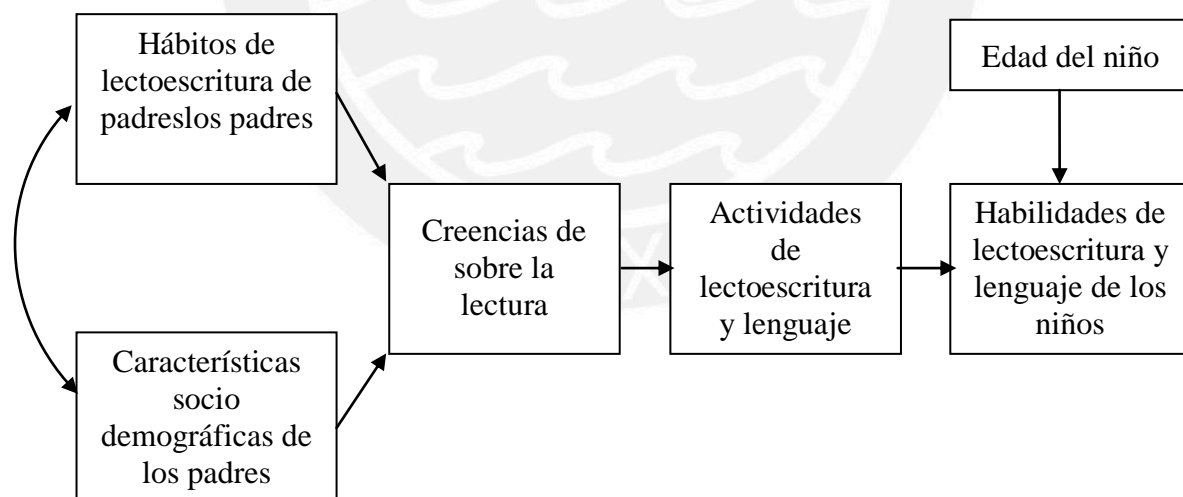 Hábitos de
lectoescritura de
padreslos padres
Edad del niño
Creencias de
sobre la
lectura
Actividades
de
lectoescritura
y lenguaje
Habilidades de
lectoescritura y
lenguaje de los
niños
Características
socio
demográficas de
los padres